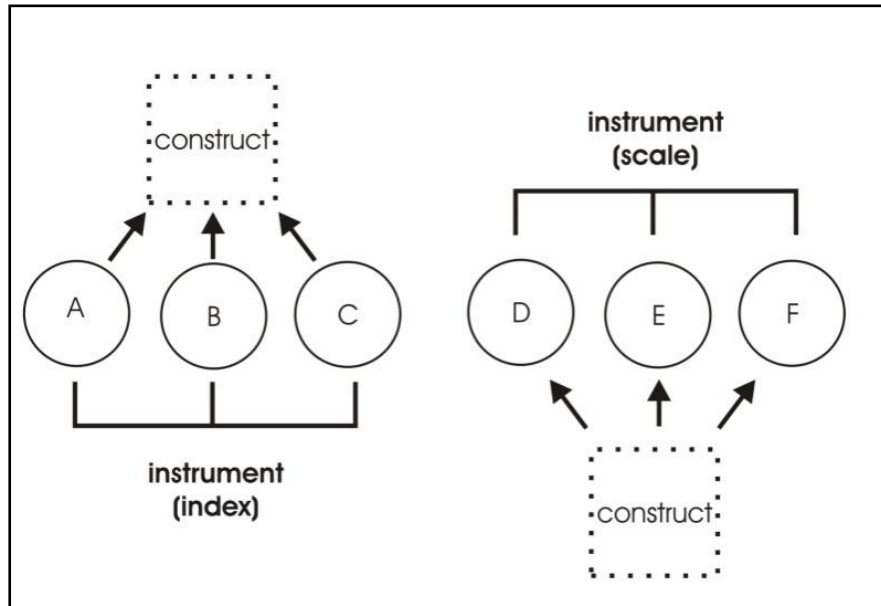 construct
A
B
C
instrument
(index)
instrument
(scale)
D
E
F
construct